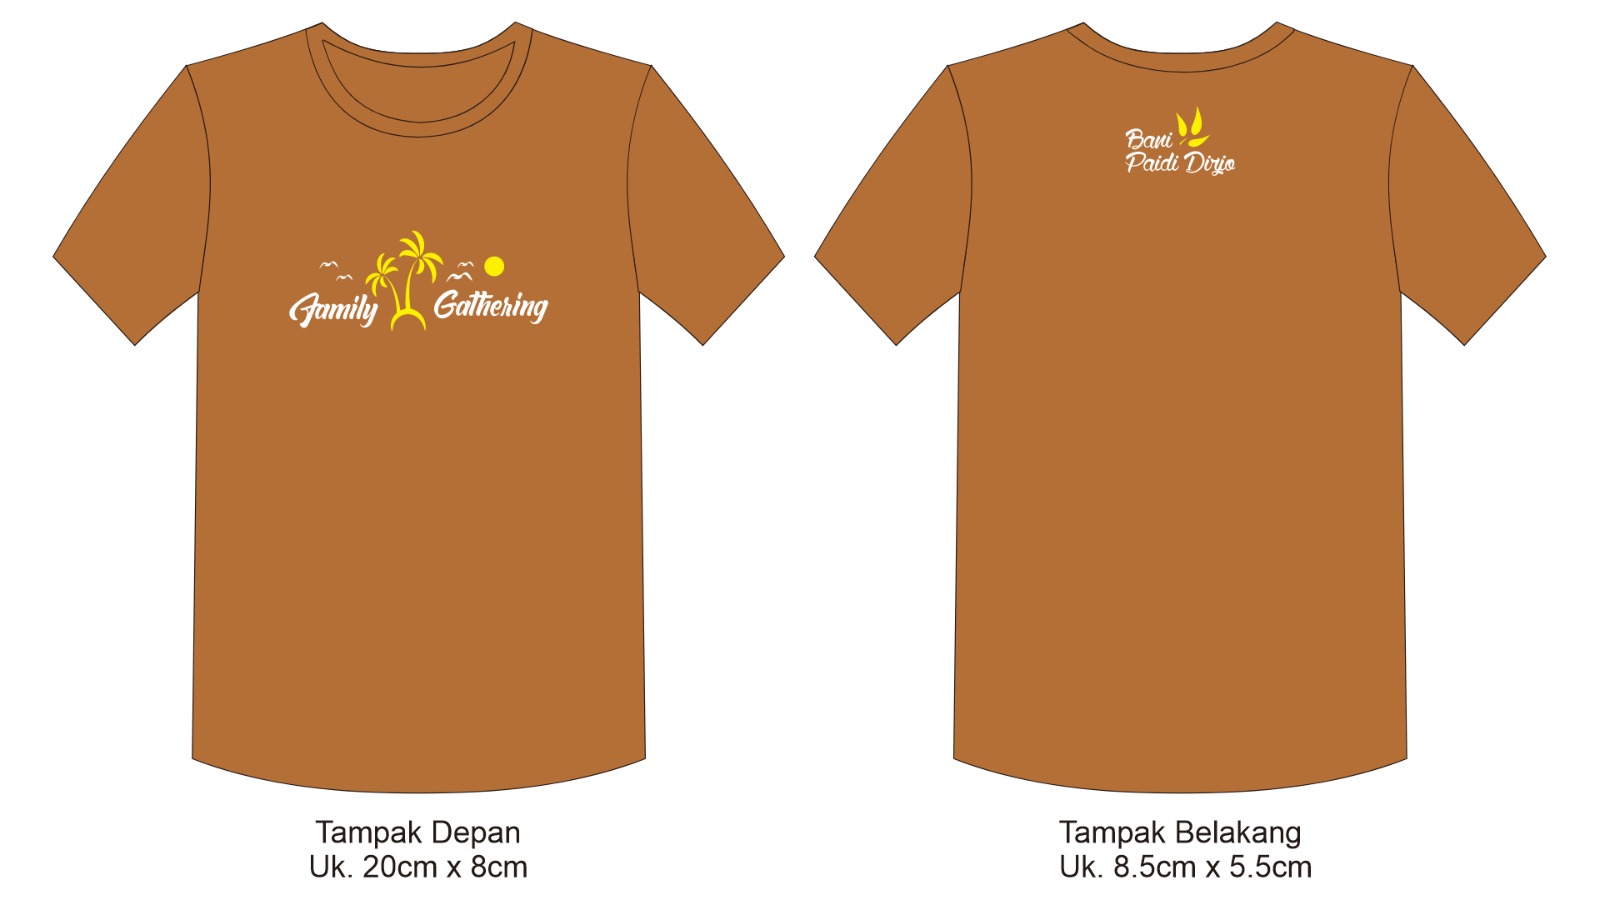 Family Gathering
Bani
Paidi Dirjo
Tampak Depan
Uk. 20cm x 8cm
Tampak Belakang
Uk. 8.5cm x 5.5cm